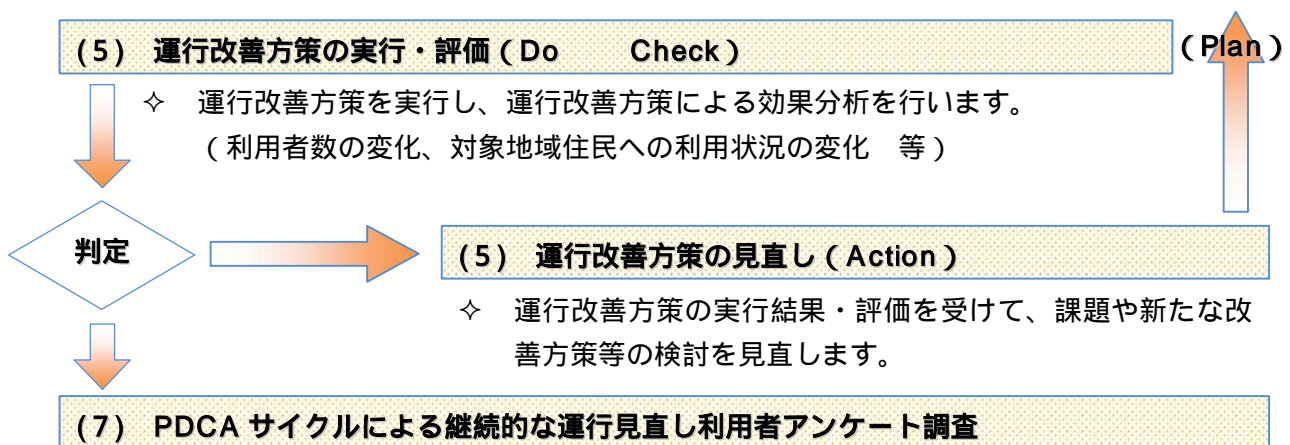 (5) 運行改善方策の実行・評価(Do Check)
(Plan)
✧ 運行改善方策を実行し、運行改善方策による効果分析を行います。
(利用者数の変化、対象地域住民への利用状況の変化 等)
判定
(5) 運行改善方策の見直し(Action)
✧ 運行改善方策の実行結果・評価を受けて、課題や新たな改
善方策等の検討を見直します。
(7) PDCA サイクルによる継続的な運行見直し利用者アンケート調査